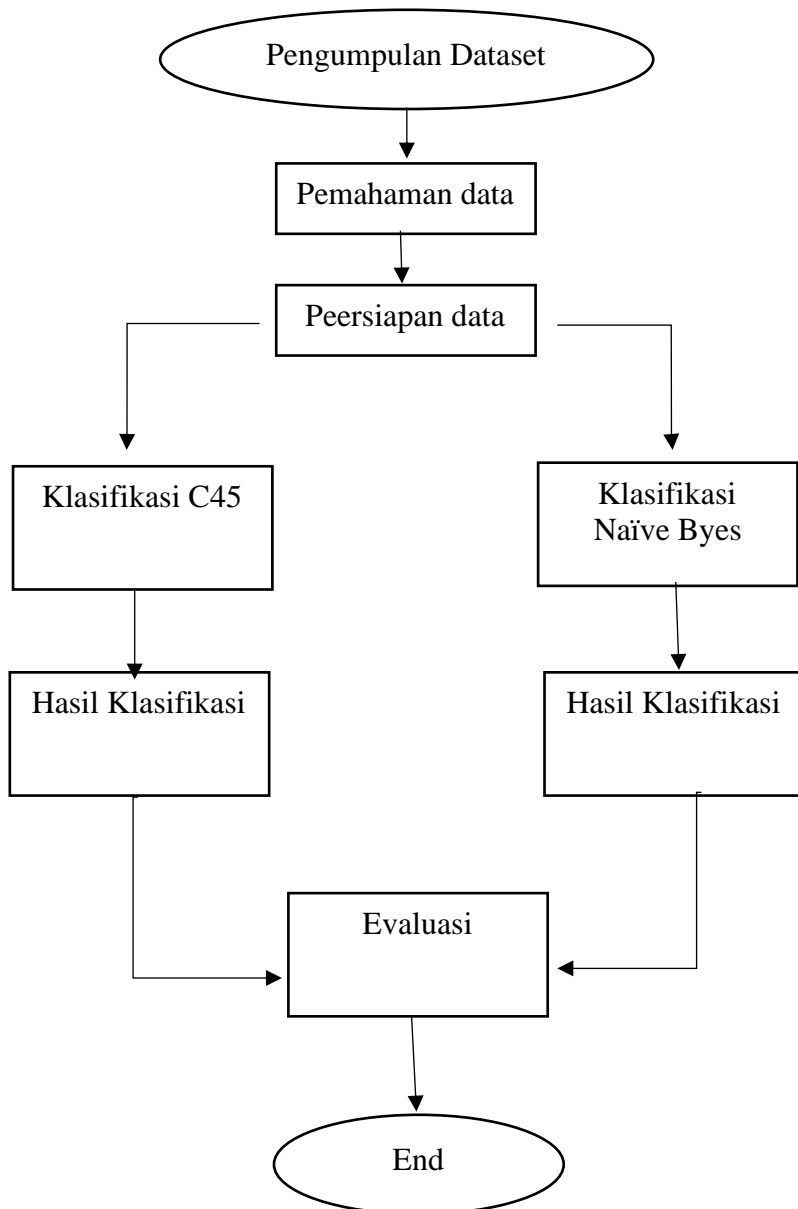 Pengumpulan Dataset
Pemahaman data
Peersiapan data
Klasifikasi C45
Klasifikasi
Naïve Byes
Hasil Klasifikasi
Hasil Klasifikasi
Evaluasi
End